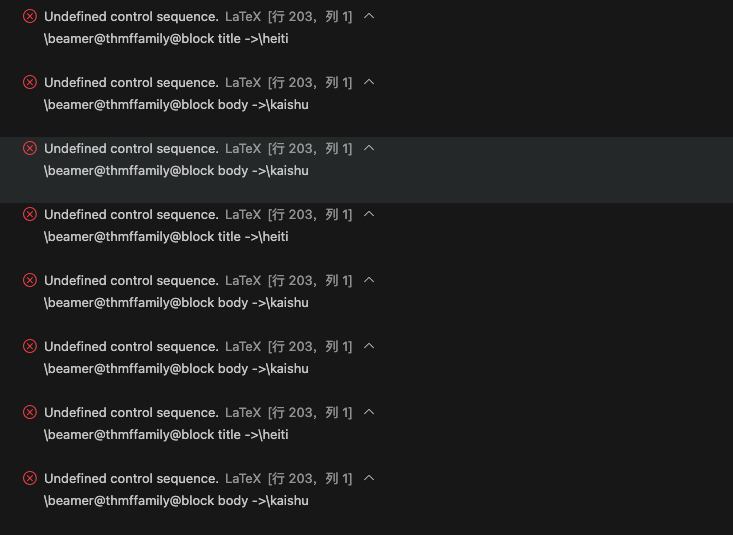 Undefined control sequence. LaTeX [行 203，列 1]
\beamer@thmffamily@block title ->\heiti
Undefined control sequence. LaTeX [行 203，列 1]
\beamer@thmffamily@block body ->\kaishu
Undefined control sequence. LaTeX [行 203，列 1]
\beamer@thmffamily@block body ->\kaishu
Undefined control sequence. LaTeX [行 203，列 1]
\beamer@thmffamily@block title ->\heiti
Undefined control sequence. LaTeX [行 203，列 1]
\beamer@thmffamily@block body ->\kaishu
Undefined control sequence. LaTeX [行 203，列 1]
\beamer@thmffamily@block body ->\kaishu
Undefined control sequence. LaTeX [行 203，列 1]
\beamer@thmffamily@block title ->\heiti
Undefined control sequence. LaTeX [行 203，列 1]
\beamer@thmffamily@block body ->\kaishu